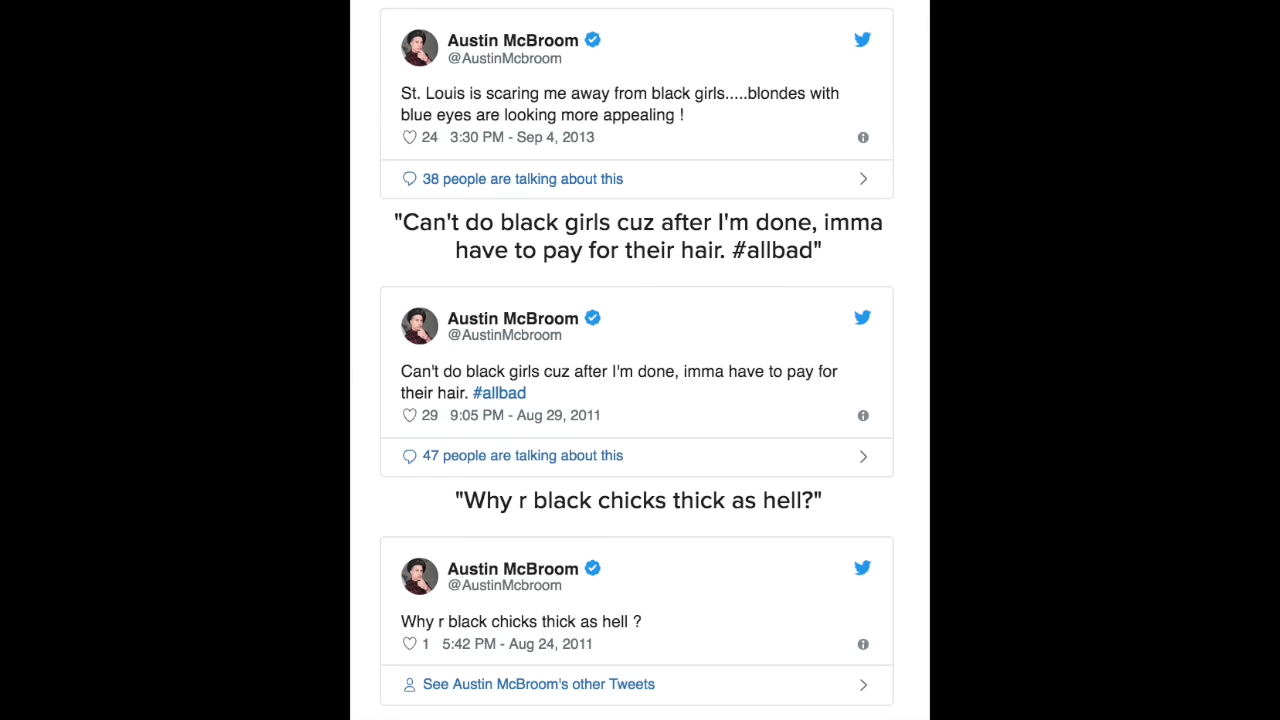 Austin McBroom
@AustinMcbroom
St. Louis is scaring me away from black girls.....blondes with
blue eyes are looking more appealing !
24 3:30 PM - Sep 4, 2013
38 people are talking about this
"Can't do black girls cuz after I'm done, imma
have to pay for their hair. #allbad"
Austin McBroom
@AustinMcbroom
Can't do black girls cuz after I'm done, imma have to pay for
their hair. #allbad
29 9:05 PM - Aug 29, 2011
47 people are talking about this
"Why r black chicks thick as hell?"
Austin McBroom
@AustinMcbroom
Why r black chicks thick as hell ?
1 5:42 PM - Aug 24, 2011
See Austin McBroom's other Tweets